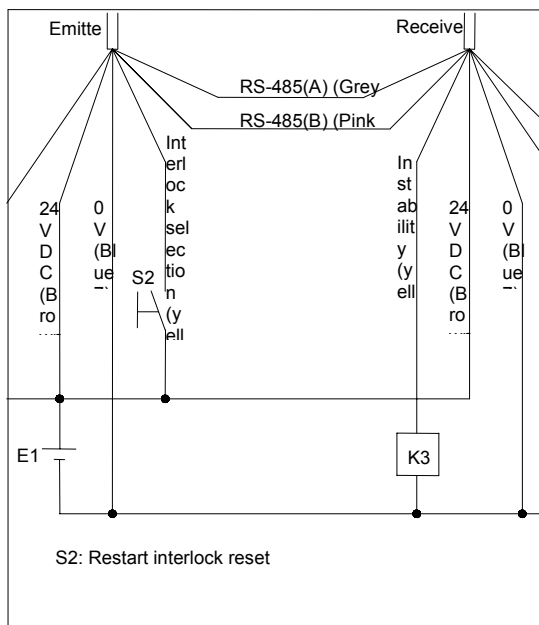 Emitte
Receive
RS-485(A) (Grey
RS-485(B) (Pink
Int
erl
oc
k
sel
ec
tio
n
(y
ell
In
st
ab
ility
(y
ell
24
V
D
C
(B
ro
0
V
(Bl
ue
S2
24
V
D
C
(B
ro
0
V
(Bl
ue
E1
K3
S2: Restart interlock reset